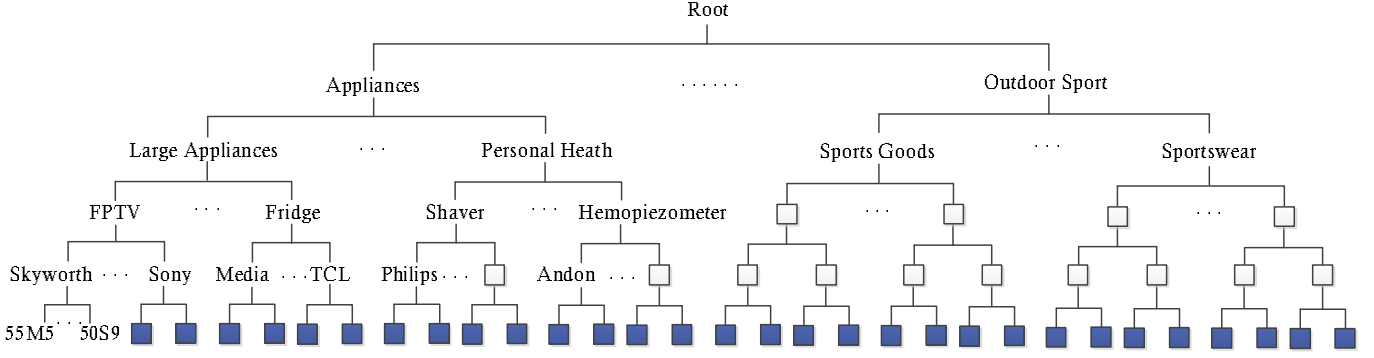 Root
Appliances ...... Outdoor Sport
Large Appliances ... Personal Heath Sports Goods ... Sportswear
FPTV ... Fridge Shaver ... Hemopiezometer ... ...
Skyworth ... Sony Media ... TCL Philips ... Andon ...
55M5 ... 50S9